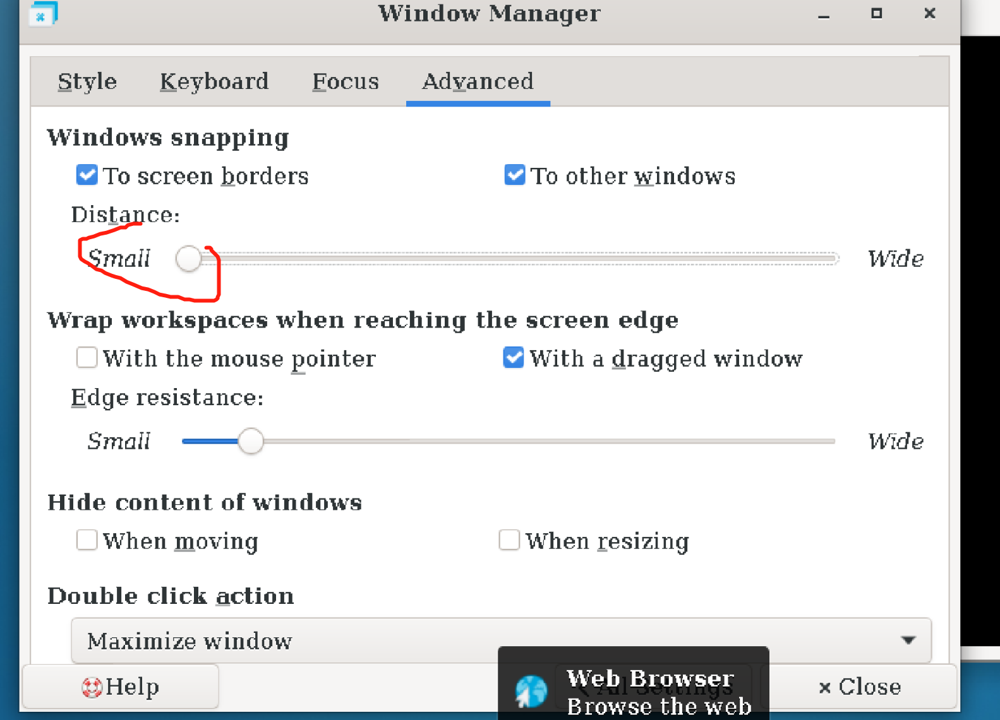 Window Manager
Style Keyboard Focus Advanced
Windows snapping
To screen borders To other windows
Distance:
Small Wide
Wrap workspaces when reaching the screen edge
With the mouse pointer With a dragged window
Edge resistance:
Small Wide
Hide content of windows
When moving When resizing
Double click action
Maximize window
Help All Settings Close
Web Browser
Browse the web